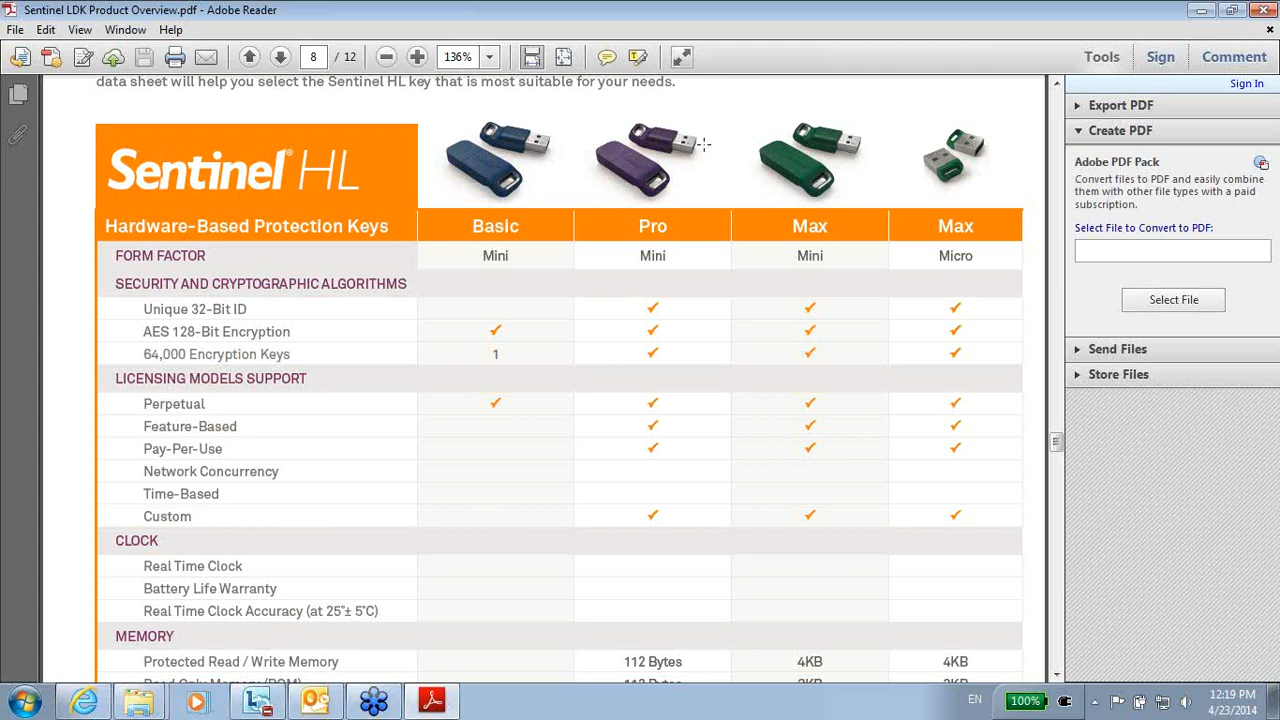 Sentinel LDK Product Overview.pdf - Adobe Reader
File Edit View Window Help
8 / 12 136% Tools Sign Comment
data sheet will help you select the Sentinel HL key that is most suitable for your needs.
Sign In
Export PDF
Create PDF
Adobe PDF Pack
Convert files to PDF and easily combine
them with other file types with a paid
subscription.
Select File to Convert to PDF:
Select File
Send Files
Store Files
Sentinel® HL
Hardware-Based Protection Keys Basic Pro Max Max
FORM FACTOR Mini Mini Mini Micro
SECURITY AND CRYPTOGRAPHIC ALGORITHMS
Unique 32-Bit ID ✓ ✓ ✓
AES 128-Bit Encryption ✓ ✓ ✓ ✓
64,000 Encryption Keys 1 ✓ ✓ ✓
LICENSING MODELS SUPPORT
Perpetual ✓ ✓ ✓ ✓
Feature-Based ✓ ✓ ✓
Pay-Per-Use ✓ ✓ ✓
Network Concurrency
Time-Based
Custom ✓ ✓ ✓
CLOCK
Real Time Clock
Battery Life Warranty
Real Time Clock Accuracy (at 25°± 5°C)
MEMORY
Protected Read / Write Memory 112 Bytes 4KB 4KB
EN 100% 12:19 PM
4/23/2014